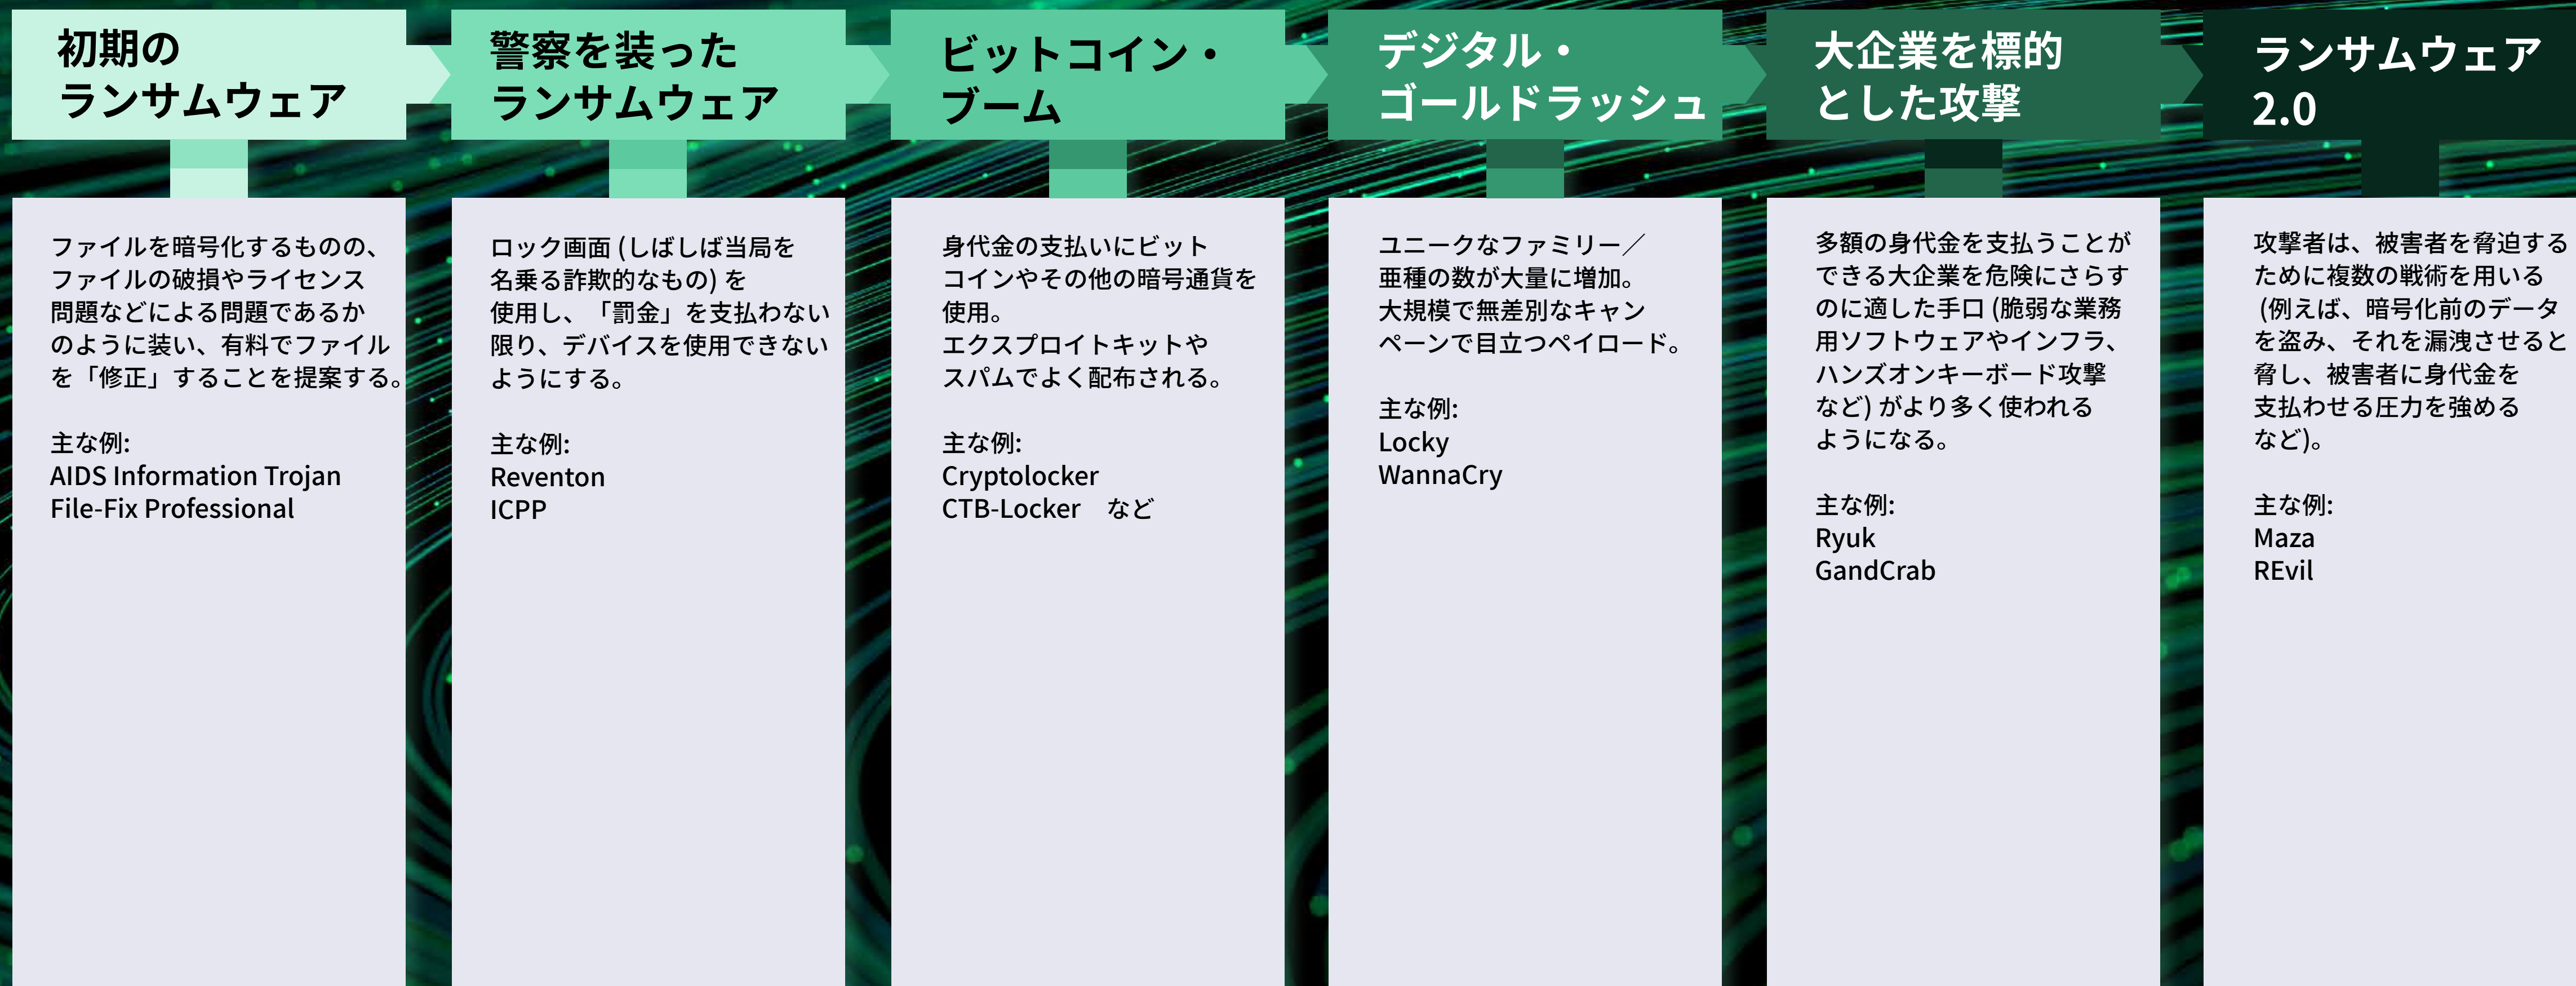 初期の
ランサムウェア
ファイルを暗号化するものの、
ファイルの破損やライセンス
問題などによる問題であるか
のように装い、有料でファイル
を「修正」することを提案する。
主な例:
AIDS Information Trojan
File-Fix Professional
警察を装った
ランサムウェア
ロック画面 (しばしば当局を
名乗る詐欺的なもの) を
使用し、「罰金」を支払わない
限り、デバイスを使用できない
ようにする。
主な例:
Reventon
ICPP
ビットコイン・
ブーム
身代金の支払いにビット
コインやその他の暗号通貨を
使用。
エクスプロイトキットや
スパムでよく配布される。
主な例:
Cryptolocker
CTB-Locker　など
デジタル・
ゴールドラッシュ
ユニークなファミリー／
亜種の数が大量に増加。
大規模で無差別なキャン
ペーンで目立つペイロード。
主な例:
Locky
WannaCry
大企業を標的
とした攻撃
多額の身代金を支払うことが
できる大企業を危険にさらす
のに適した手口 (脆弱な業務
用ソフトウェアやインフラ、
ハンズオンキーボード攻撃
など) がより多く使われる
ようになる。
主な例:
Ryuk
GandCrab
ランサムウェア
2.0
攻撃者は、被害者を脅迫する
ために複数の戦術を用いる
(例えば、暗号化前のデータ
を盗み、それを漏洩させると
脅し、被害者に身代金を
支払わせる圧力を強める
など)。
主な例:
Maza
REvil